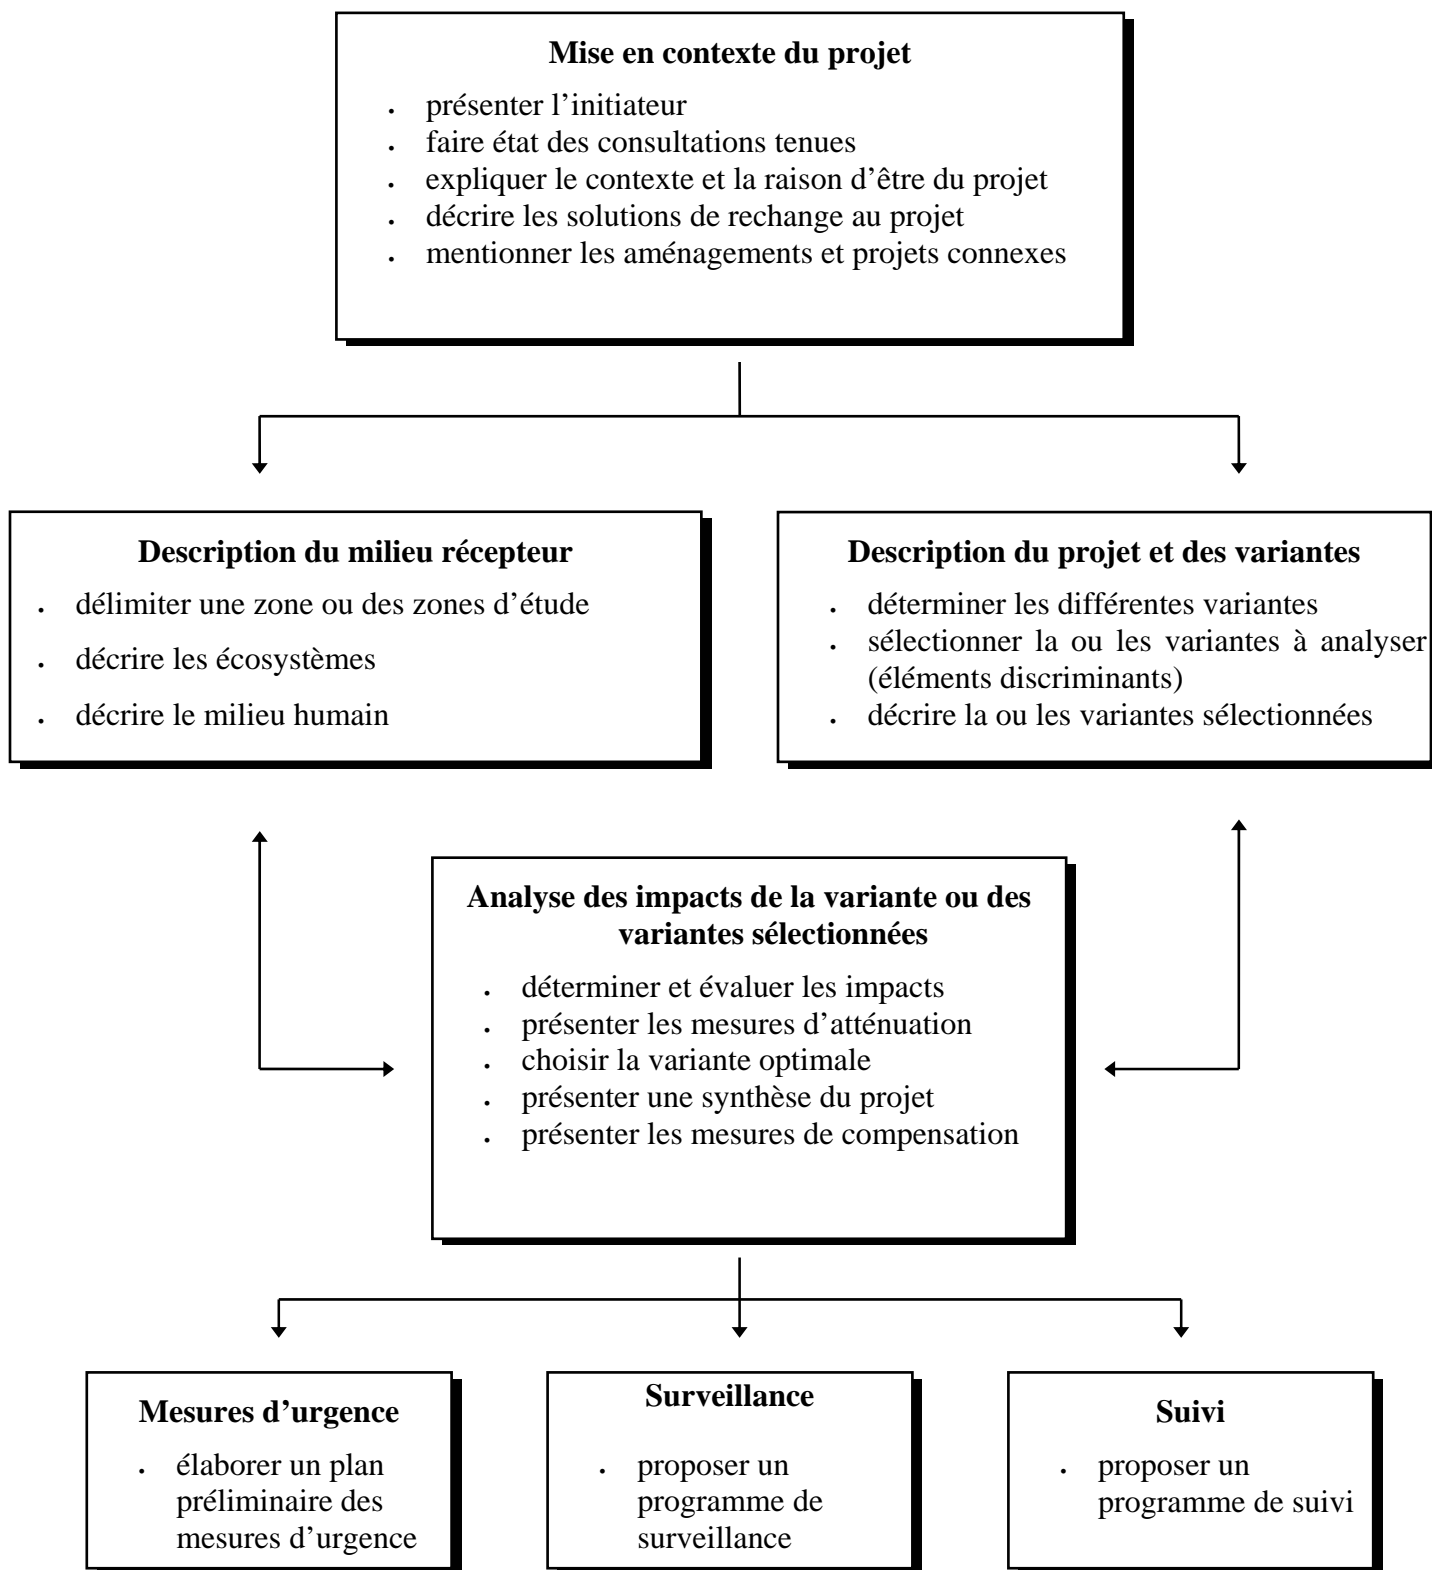 Mise en contexte du projet
. présenter l’initiateur
. faire état des consultations tenues
. expliquer le contexte et la raison d’être du projet
. décrire les solutions de rechange au projet
. mentionner les aménagements et projets connexes
Description du milieu récepteur
. délimiter une zone ou des zones d’étude
. décrire les écosystèmes
. décrire le milieu humain
Description du projet et des variantes
. déterminer les différentes variantes
. sélectionner la ou les variantes à analyser
(éléments discriminants)
. décrire la ou les variantes sélectionnées
Analyse des impacts de la variante ou des
variantes sélectionnées
. déterminer et évaluer les impacts
. présenter les mesures d’atténuation
. choisir la variante optimale
. présenter une synthèse du projet
. présenter les mesures de compensation
Mesures d’urgence
. élaborer un plan
préliminaire des
mesures d’urgence
Surveillance
. proposer un
programme de
surveillance
Suivi
. proposer un
programme de suivi